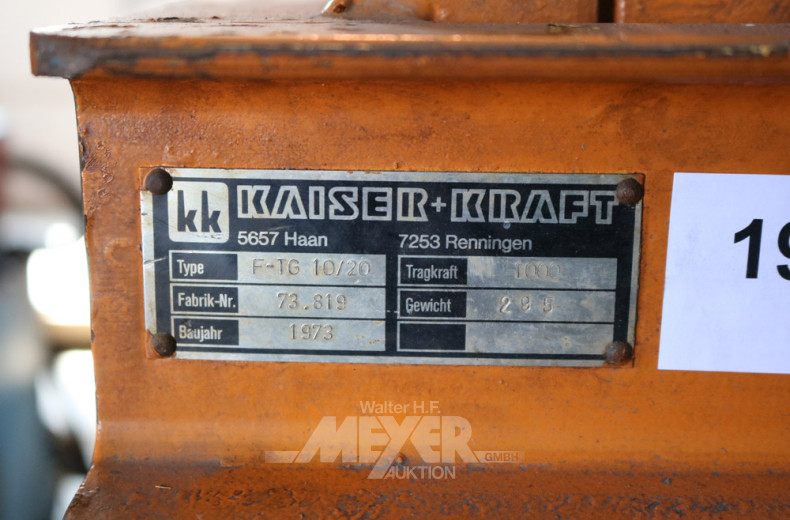 kk KAISER+KRAFT
5657 Haan 7253 Renningen
Type F-TG 10/20 Tragkraft
Fabrik-Nr. 73.819 Gewicht 295
Baujahr 1973
19
Walter H.F.
MEYER GMBH
AUKTION